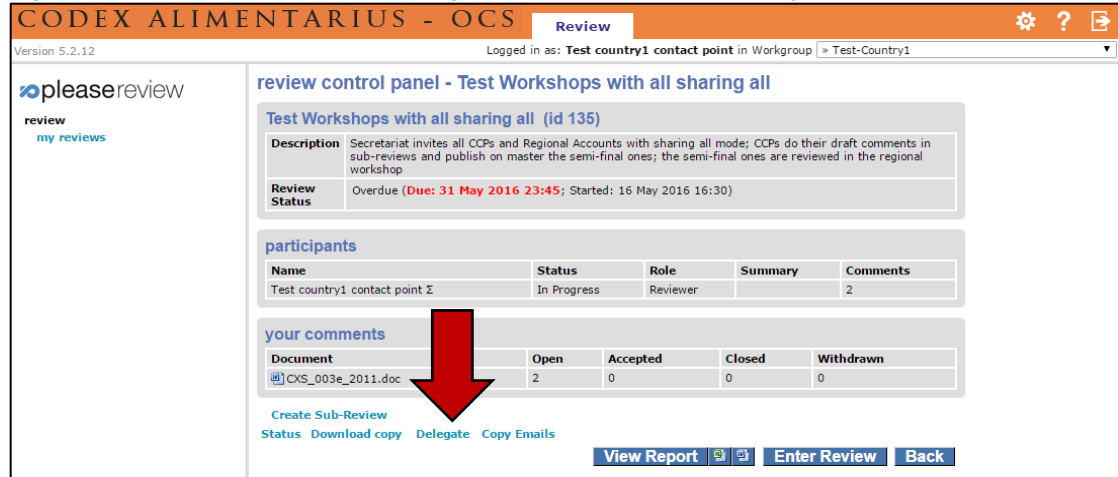 CODEX ALIMENTARIUS - OCS
Review
?
Version 5.2.12
Logged in as: Test country1 contact point in Workgroup » Test-Country1
pleasereview
review
my reviews
review control panel - Test Workshops with all sharing all
Test Workshops with all sharing all (id 135)
Description Secretariat invites all CCPs and Regional Accounts with sharing all mode; CCPs do their draft comments in
sub-reviews and publish on master the semi-final ones; the semi-final ones are reviewed in the regional
workshop
Review Status Overdue (Due: 31 May 2016 23:45; Started: 16 May 2016 16:30)
participants
Name Status Role Summary Comments
Test country1 contact point Σ In Progress Reviewer 2
your comments
Document Open Accepted Closed Withdrawn
CXS_003e_2011.doc 2 0 0 0
Create Sub-Review
Status Download copy Delegate Copy Emails
View Report Enter Review Back